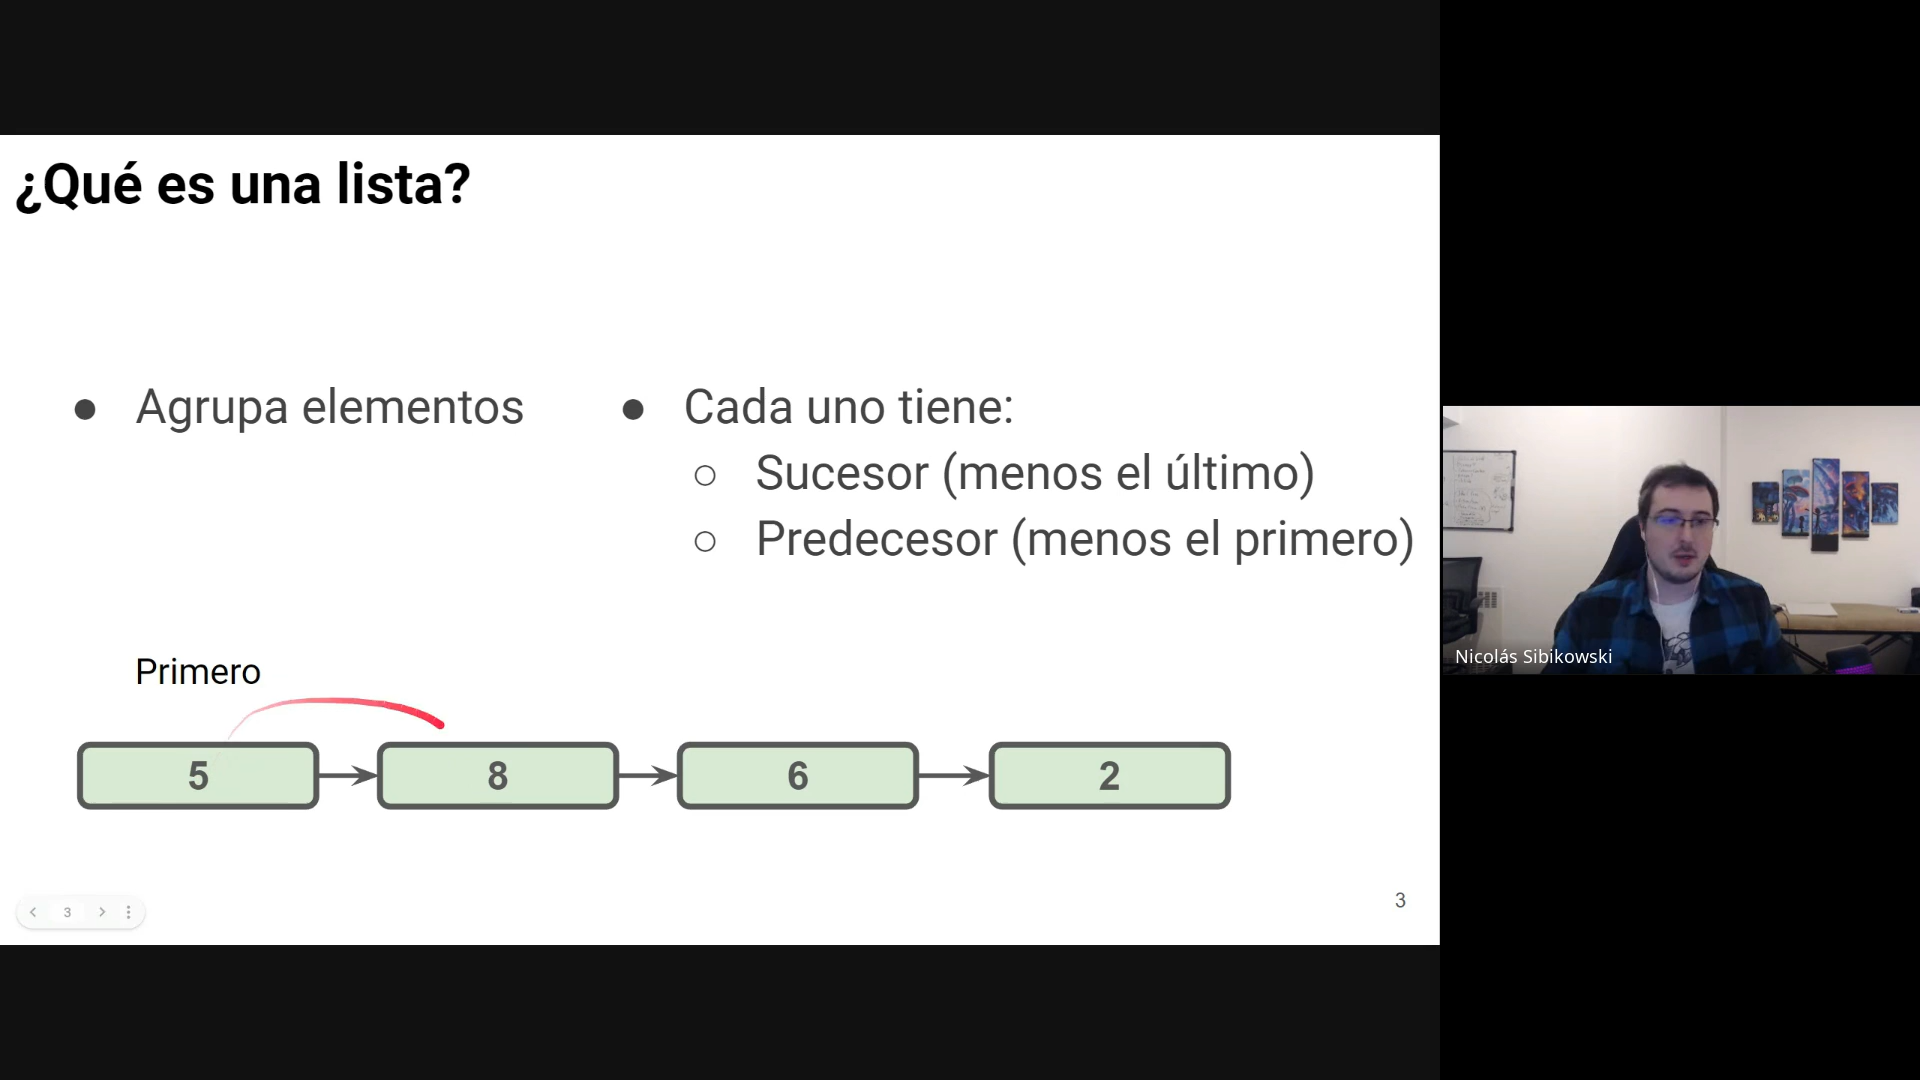 ¿Qué es una lista?
● Agrupa elementos
● Cada uno tiene:
○ Sucesor (menos el último)
○ Predecesor (menos el primero)
Primero
5
8
6
2
3
3
Nicolás Sibikowski